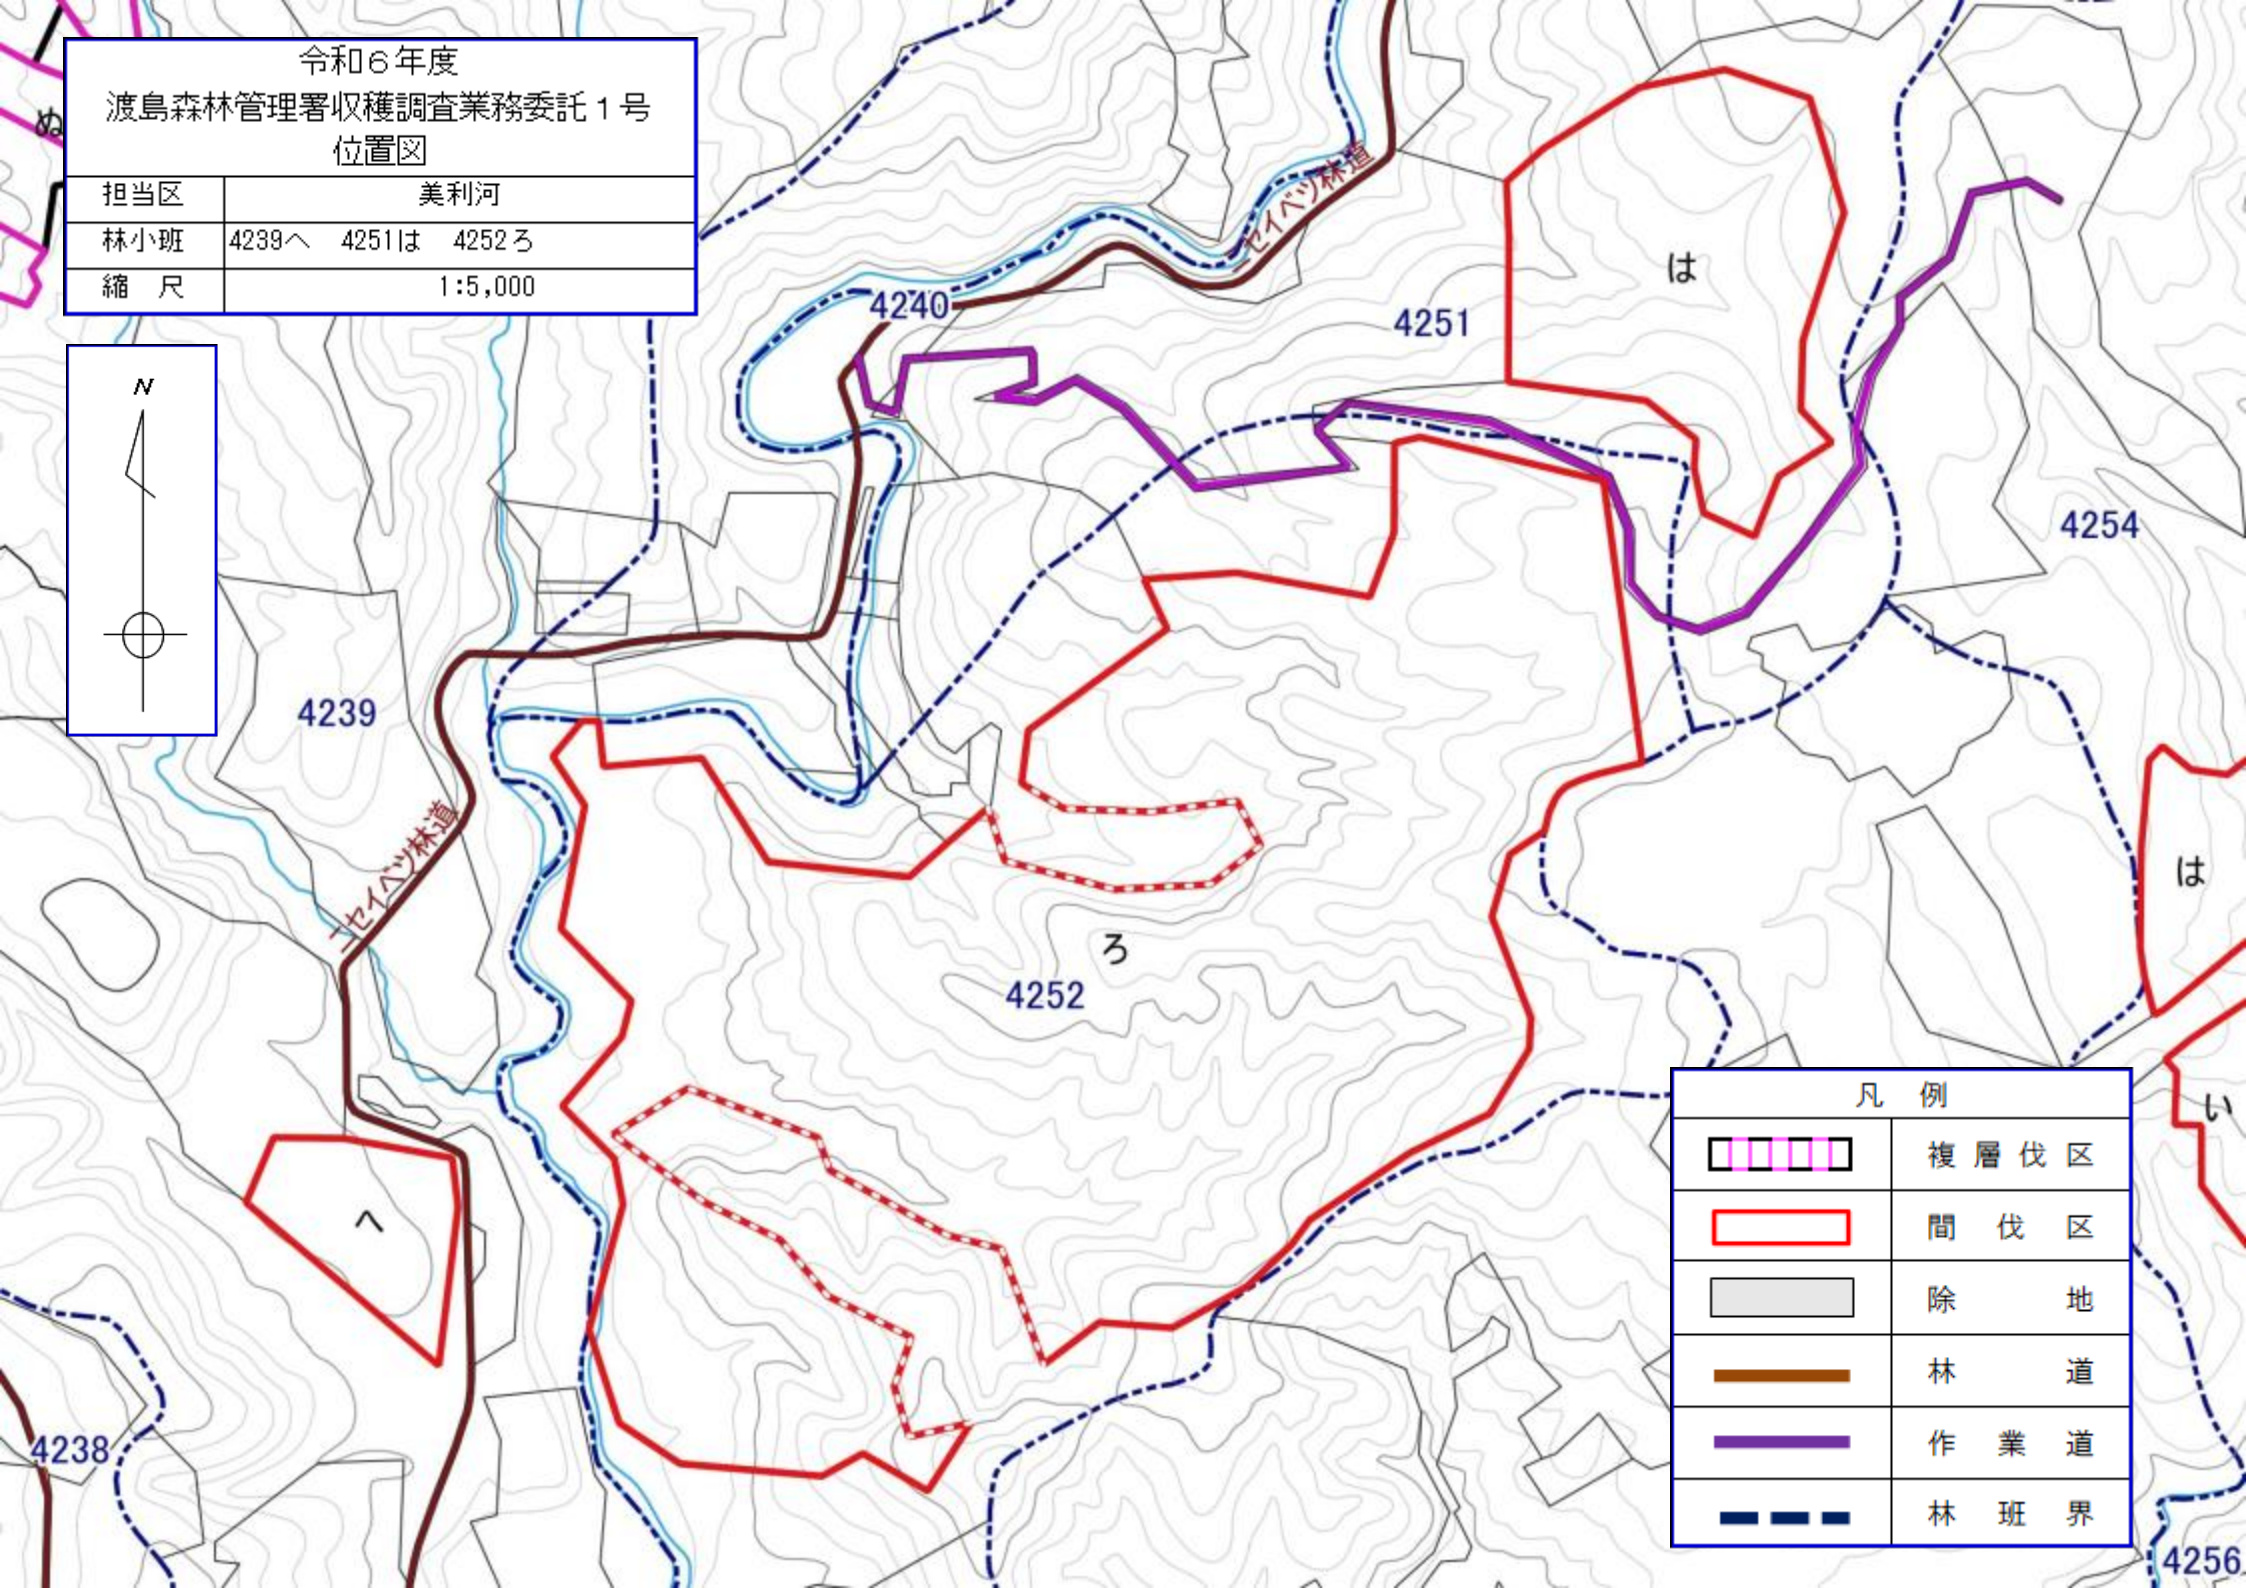 令和６年度
渡島森林管理署収穫調査業務委託１号
位置図
担当区 美利河
林小班 4239へ 4251は 4252ろ
縮 尺 1:5,000
N
ぬ
ニセイベツ林道
4240
4251
は
4254
4239
ニセイベツ林道
は
ろ
4252
い
へ
4238
4256
凡 例
複層伐区
間伐区
除地
林道
作業道
林班界